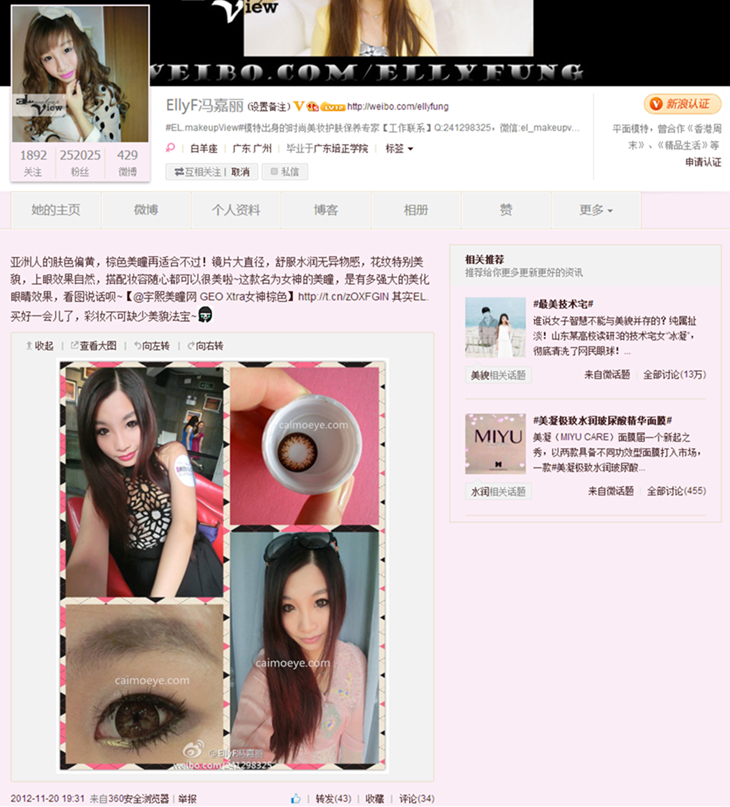 View
WEIBO.COM/ELLYFUNG
View
EllyF冯嘉丽 (设置备注) http://weibo.com/ellyfung
#EL.makeupView#模特出身的时尚美妆护肤保养专家【工作联系】Q:241298325，微信:el_makeupv...
白羊座 | 广东 广州 | 毕业于广东培正学院 | 标签
1892 252025 429
关注 粉丝 微博
互相关注 | 取消 私信
新浪认证
平面模特，曾合作《香港周
末》、《精品生活》等
申请认证
她的主页 微博 个人资料 博客 相册 赞 更多
亚洲人的肤色偏黄，棕色美瞳再适合不过！镜片大直径，舒服水润无异物感，花纹特别美
貌，上眼效果自然，搭配妆容随心都可以很美啦~这款名为女神的美瞳，是有多强大的美化
眼睛效果，看图说话呗~【@宇熙美瞳网 GEO Xtra女神棕色】http://t.cn/zOXFGIN 其实EL.
买好一会儿了，彩妆不可缺少美貌法宝~
收起 | 查看大图 | 向左转 | 向右转
caimoeye.com
caimoeye.com
caimoeye.com
@EllyF冯嘉丽
weibo.com/241298325
2012-11-20 19:31 来自360安全浏览器 | 举报
转发(43) | 收藏 | 评论(34)
相关推荐
推荐给你更多更新更好的资讯
#最美技术宅#
谁说女子智慧不能与美貌并存的？纯属扯
淡！山东某高校读研3的技术宅女“冰凝”，
彻底清洗了网民眼球！...
美貌相关话题 来自微话题 | 全部讨论(13万)
MIYU
#美凝极致水润玻尿酸精华面膜#
美凝（MIYU CARE）面膜届一个新起之
秀，以两款具备不同功效型面膜打入市场，
一款#美凝极致水润玻尿酸...
水润相关话题 来自微话题 | 全部讨论(455)